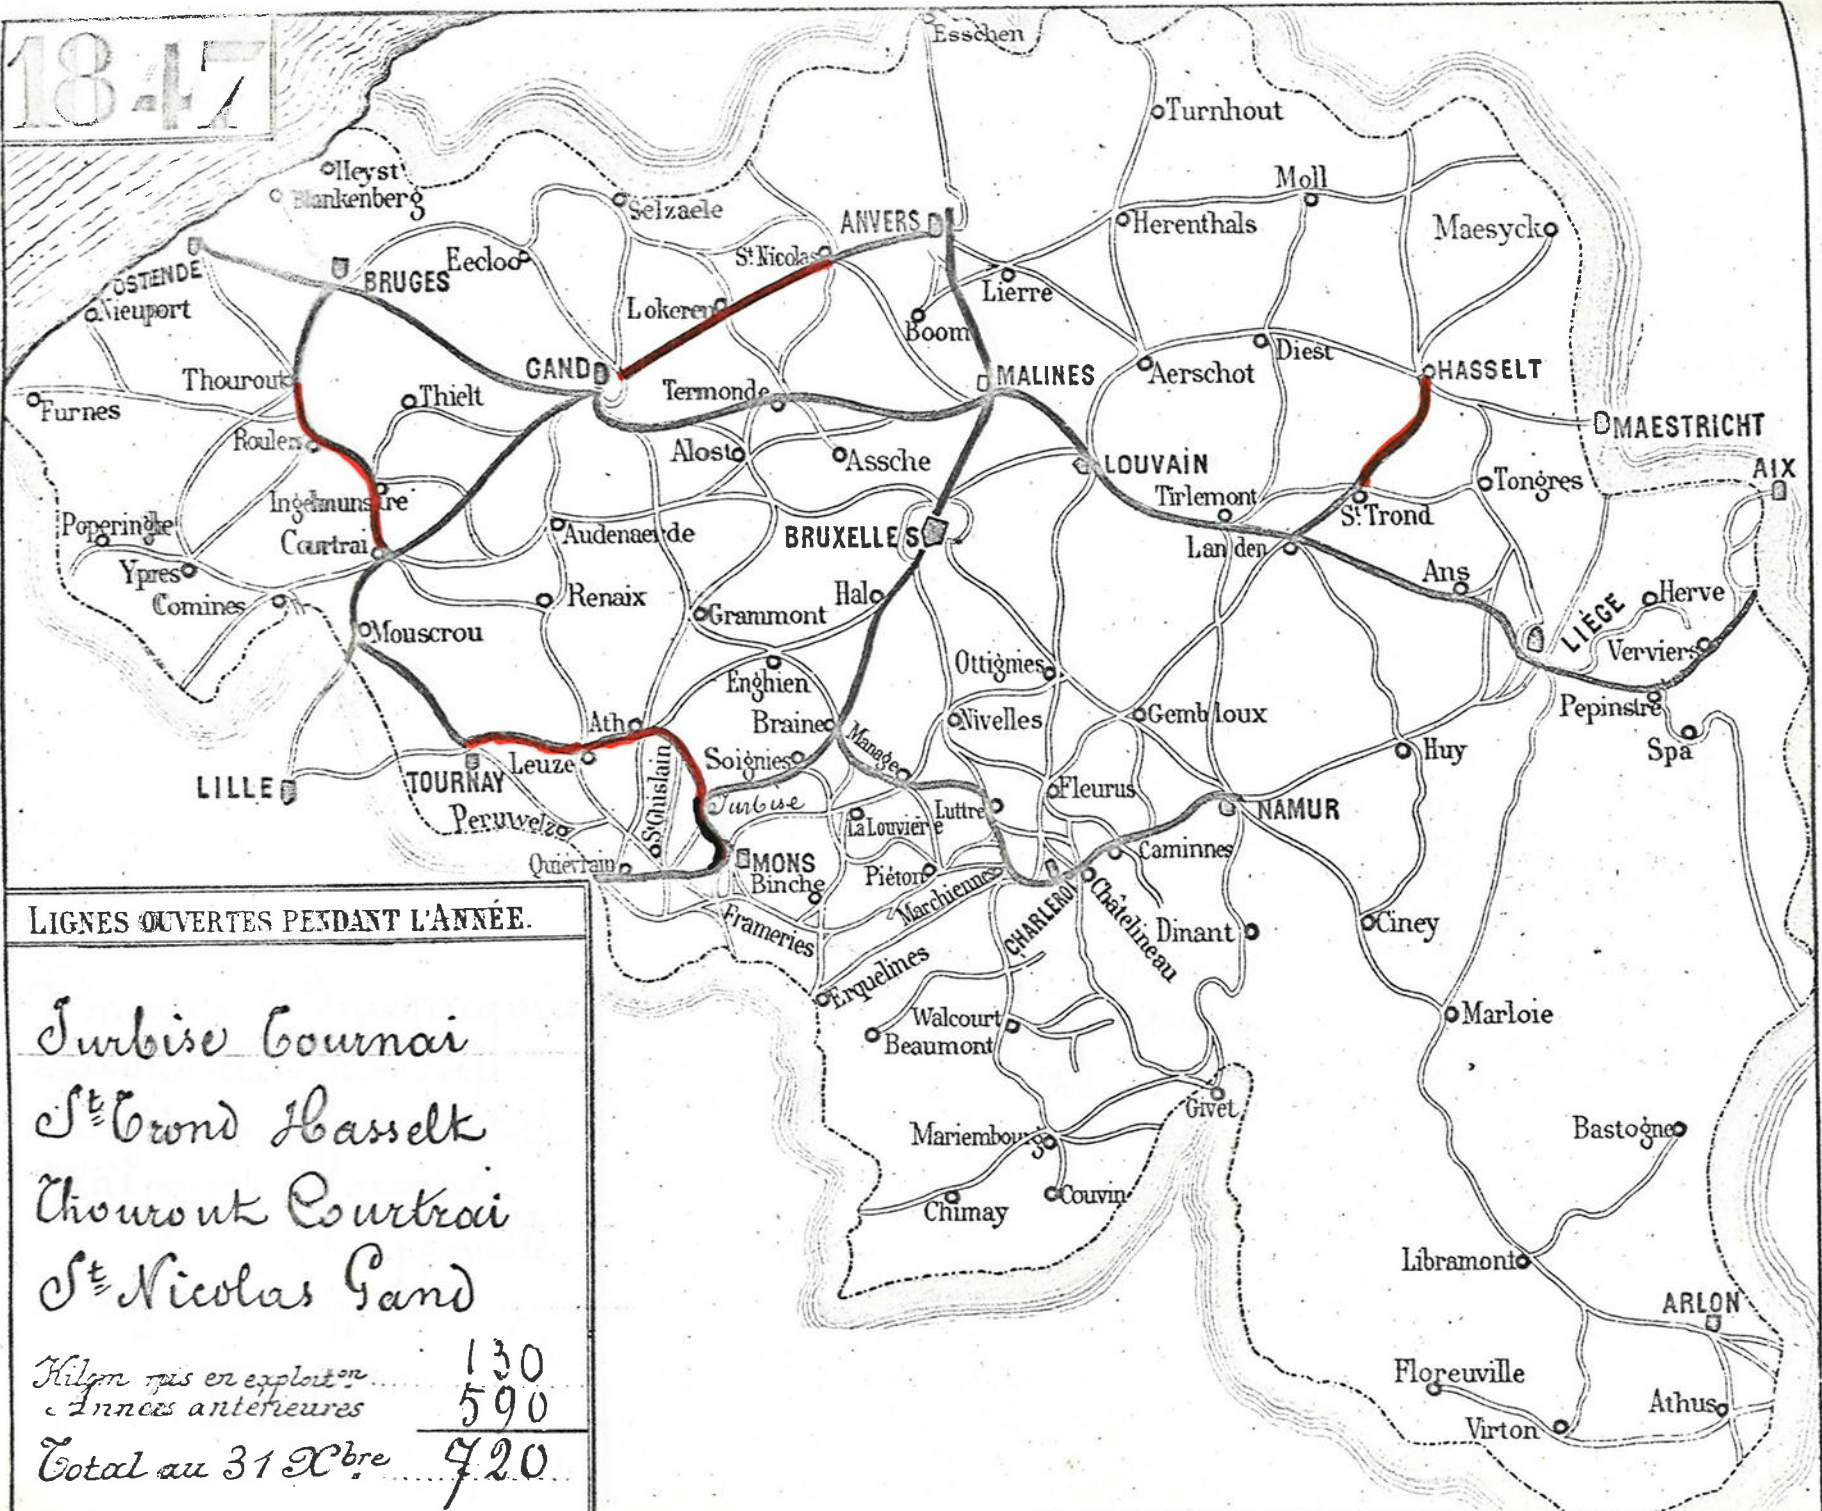 1847
Esschen
Turnhout
Heyst
Blankenberg
Selzaele
ANVERS
Moll
Herenthals
Maesyck
St Nicolas
Eecloo
OSTENDE
BRUGES
Nieuport
Lokeren
Lierre
Boom
Diest
Thourout
GAND
MALINES
Aerschot
HASSELT
Furnes
Thielt
Termonde
MAESTRICHT
Roulers
Alost
Assche
LOUVAIN
AIX
Ingelmunstre
Tirlemont
Tongres
St Trond
Poperinghe
Courtrai
Audenaerde
BRUXELLES
Landen
Ypres
Comines
Renaix
Grammont
Hal
Ans
LIÈGE
Herve
Mouscrou
Verviers
Enghien
Ottignies
Pepinstre
Ath
Braine
Nivelles
Gembloux
Spa
Leuze
Soignies
Manage
Huy
LILLE
TOURNAY
St Ghislain
Jurbise
Fleurus
Peruwelz
La Louvière
Luttre
NAMUR
Quievrain
MONS
Binche
Piéton
Marchiennes
CHARLEROI
Châtelineau
Caminnes
Frameries
Dinant
Ciney
Erquelines
Walcourt
Beaumont
Marloie
Givet
Mariembourg
Bastogne
Chimay
Couvin
Libramont
ARLON
Floreuville
Virton
Athus
LIGNES OUVERTES PENDANT L'ANNÉE.
Jurbise Tournai
St Trond Hasselt
Thourout Courtrai
St Nicolas Gand
Kilom mis en exploiton 130
Années antérieures 590
Total au 31 Xbre 720